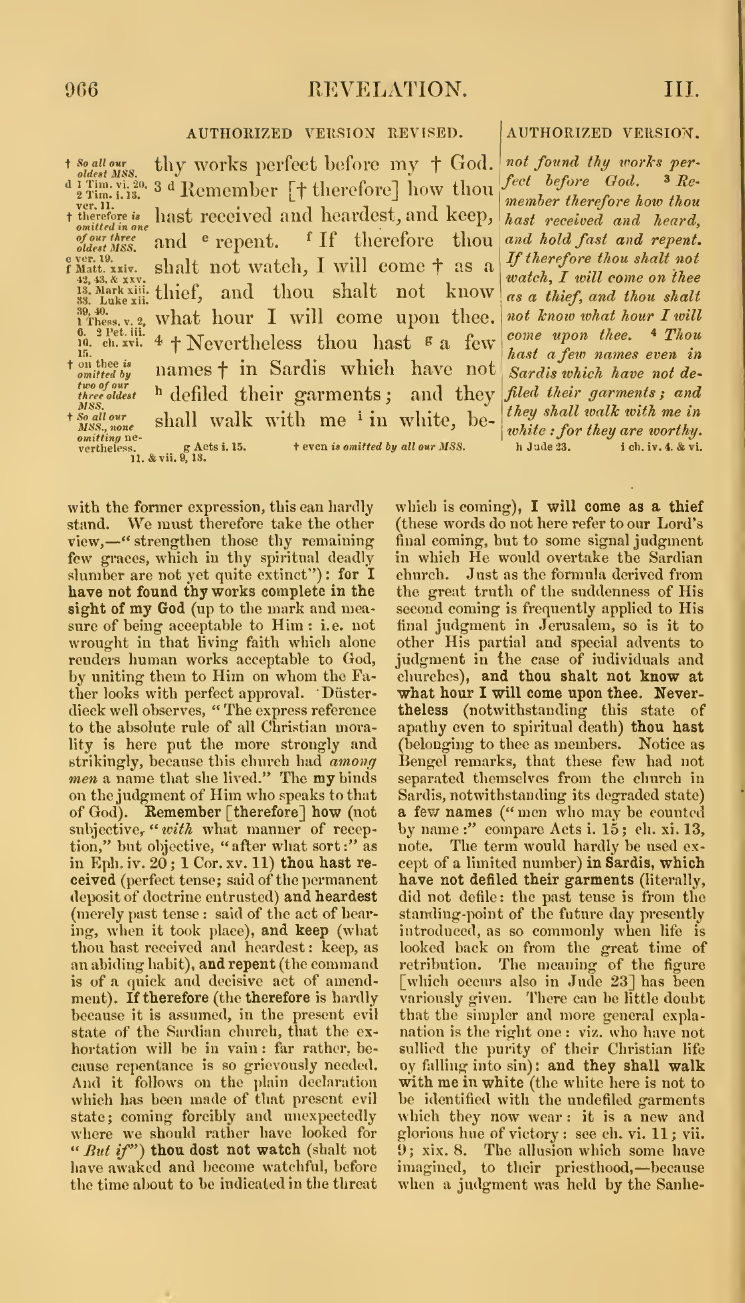 966 REVELATION. III.
AUTHORIZED VERSION REVISED.
† So all our
oldest MSS.
d 1 Tim. vi. 20.
2 Tim. i. 13.
ver. 11.
† therefore is
omitted in one
of our three
oldest MSS.
e ver. 19.
f Matt. xxiv.
42, 43, & xxv.
13. Mark xiii.
33. Luke xii.
39, 40.
1 Thess. v. 2,
6. 2 Pet. iii.
10. ch. xvi.
15.
† on thee is
omitted by
two of our
three oldest
MSS.
† So all our
MSS., none
omitting ne-
vertheless.
thy works perfect before my † God.
3 d Remember [† therefore] how thou
hast received and heardest, and keep,
and e repent. f If therefore thou
shalt not watch, I will come † as a
thief, and thou shalt not know
what hour I will come upon thee.
4 † Nevertheless thou hast g a few
names † in Sardis which have not
h defiled their garments; and they
shall walk with me i in white, be-
AUTHORIZED VERSION.
not found thy works per-
fect before God. 3 Re-
member therefore how thou
hast received and heard,
and hold fast and repent.
If therefore thou shalt not
watch, I will come on thee
as a thief, and thou shalt
not know what hour I will
come upon thee. 4 Thou
hast a few names even in
Sardis which have not de-
filed their garments; and
they shall walk with me in
white: for they are worthy.
g Acts i. 15. † even is omitted by all our MSS. h Jude 23. i ch. iv. 4. & vi.
11. & vii. 9, 13.
with the former expression, this can hardly
stand. We must therefore take the other
view,—“strengthen those thy remaining
few graces, which in thy spiritual deadly
slumber are not yet quite extinct”): for I
have not found thy works complete in the
sight of my God (up to the mark and mea-
sure of being acceptable to Him: i.e. not
wrought in that living faith which alone
renders human works acceptable to God,
by uniting them to Him on whom the Fa-
ther looks with perfect approval. Düster-
dieck well observes, “The express reference
to the absolute rule of all Christian mora-
lity is here put the more strongly and
strikingly, because this church had among
men a name that she lived.” The my binds
on the judgment of Him who speaks to that
of God). Remember [therefore] how (not
subjective, “with what manner of recep-
tion,” but objective, “after what sort:” as
in Eph. iv. 20; 1 Cor. xv. 11) thou hast re-
ceived (perfect tense; said of the permanent
deposit of doctrine entrusted) and heardest
(merely past tense: said of the act of hear-
ing, when it took place), and keep (what
thou hast received and heardest: keep, as
an abiding habit), and repent (the command
is of a quick and decisive act of amend-
ment). If therefore (the therefore is hardly
because it is assumed, in the present evil
state of the Sardian church, that the ex-
hortation will be in vain: far rather, be-
cause repentance is so grievously needed.
And it follows on the plain declaration
which has been made of that present evil
state; coming forcibly and unexpectedly
where we should rather have looked for
“But if”) thou dost not watch (shalt not
have awaked and become watchful, before
the time about to be indicated in the threat
which is coming), I will come as a thief
(these words do not here refer to our Lord's
final coming, but to some signal judgment
in which He would overtake the Sardian
church. Just as the formula derived from
the great truth of the suddenness of His
second coming is frequently applied to His
final judgment in Jerusalem, so is it to
other His partial and special advents to
judgment in the case of individuals and
churches), and thou shalt not know at
what hour I will come upon thee. Never-
theless (notwithstanding this state of
apathy even to spiritual death) thou hast
(belonging to thee as members. Notice as
Bengel remarks, that these few had not
separated themselves from the church in
Sardis, notwithstanding its degraded state)
a few names (“men who may be counted
by name:” compare Acts i. 15; ch. xi. 13,
note. The term would hardly be used ex-
cept of a limited number) in Sardis, which
have not defiled their garments (literally,
did not defile: the past tense is from the
standing-point of the future day presently
introduced, as so commonly when life is
looked back on from the great time of
retribution. The meaning of the figure
[which occurs also in Jude 23] has been
variously given. There can be little doubt
that the simpler and more general expla-
nation is the right one: viz. who have not
sullied the purity of their Christian life
oy falling into sin): and they shall walk
with me in white (the white here is not to
be identified with the undefiled garments
which they now wear: it is a new and
glorious hue of victory: see ch. vi. 11; vii.
9; xix. 8. The allusion which some have
imagined, to their priesthood,—because
when a judgment was held by the Sanhe-